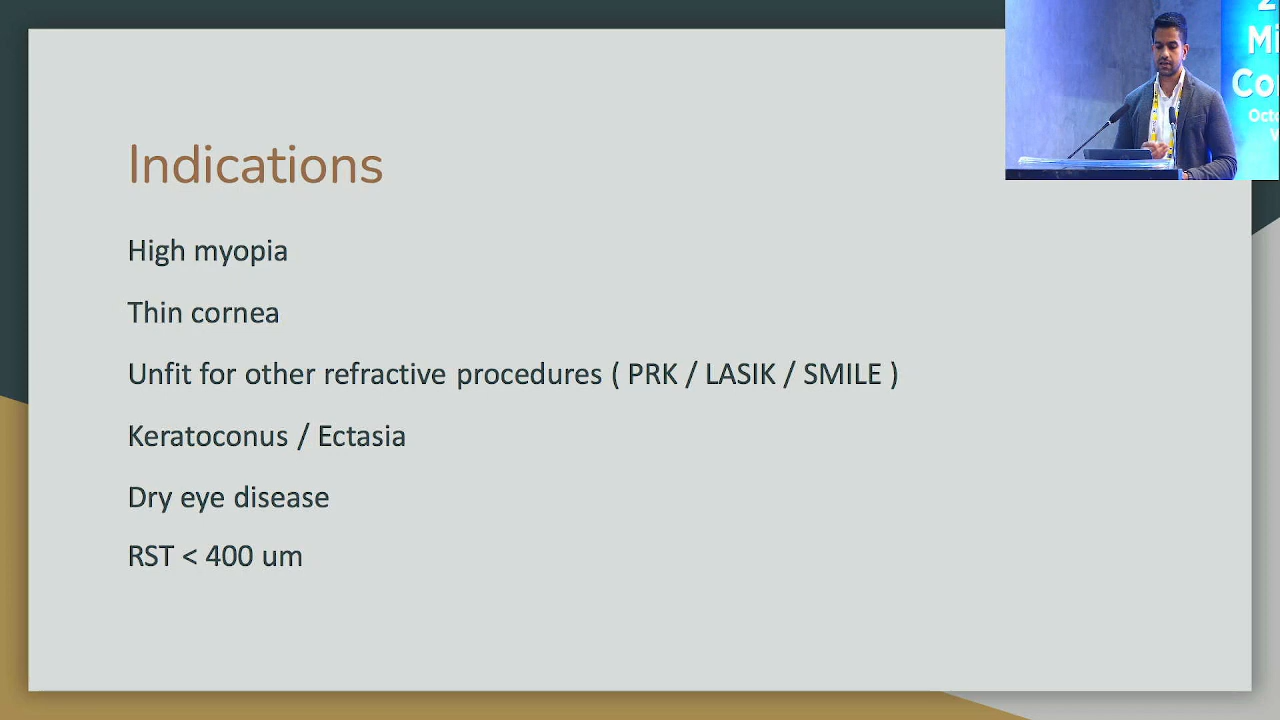 Indications
High myopia
Thin cornea
Unfit for other refractive procedures ( PRK / LASIK / SMILE )
Keratoconus / Ectasia
Dry eye disease
RST < 400 um